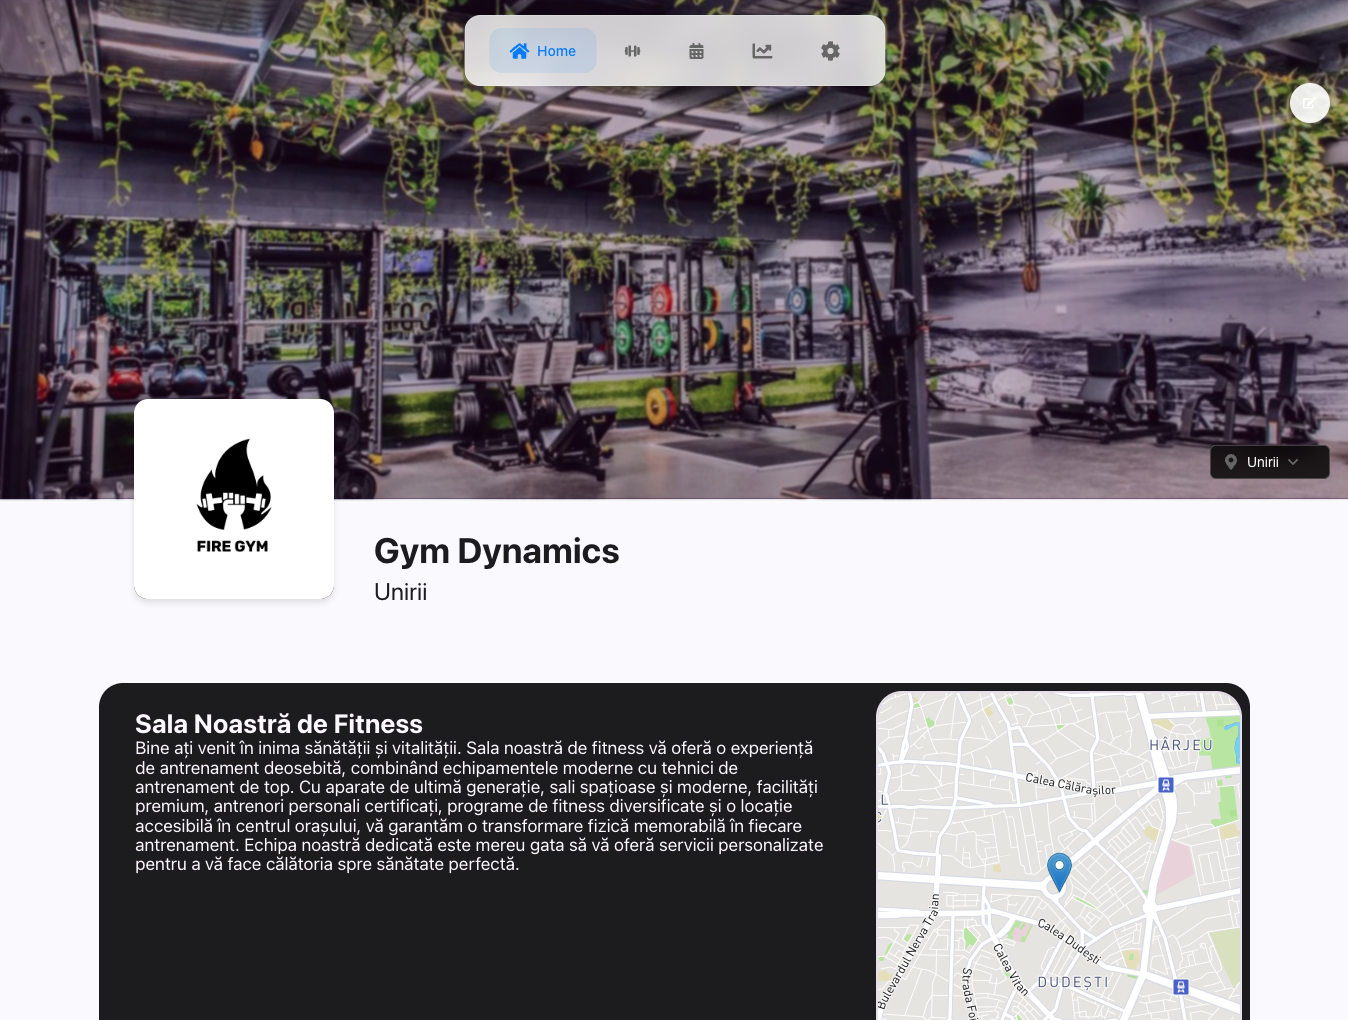 Home
Unirii
FIRE GYM
Gym Dynamics
Unirii
Sala Noastră de Fitness
Bine ați venit în inima sănătății și vitalității. Sala noastră de fitness vă oferă o experiență
de antrenament deosebită, combinând echipamentele moderne cu tehnici de
antrenament de top. Cu aparate de ultimă generație, sali spațioase și moderne, facilități
premium, antrenori personali certificați, programe de fitness diversificate și o locație
accesibilă în centrul orașului, vă garantăm o transformare fizică memorabilă în fiecare
antrenament. Echipa noastră dedicată este mereu gata să vă oferă servicii personalizate
pentru a vă face călătoria spre sănătate perfectă.
HÂRJEU
Calea Călărașilor
L
Bulevardul Nerva Traian
Calea Dudești
Calea Vitan
Strada Foi
DUDEȘTI